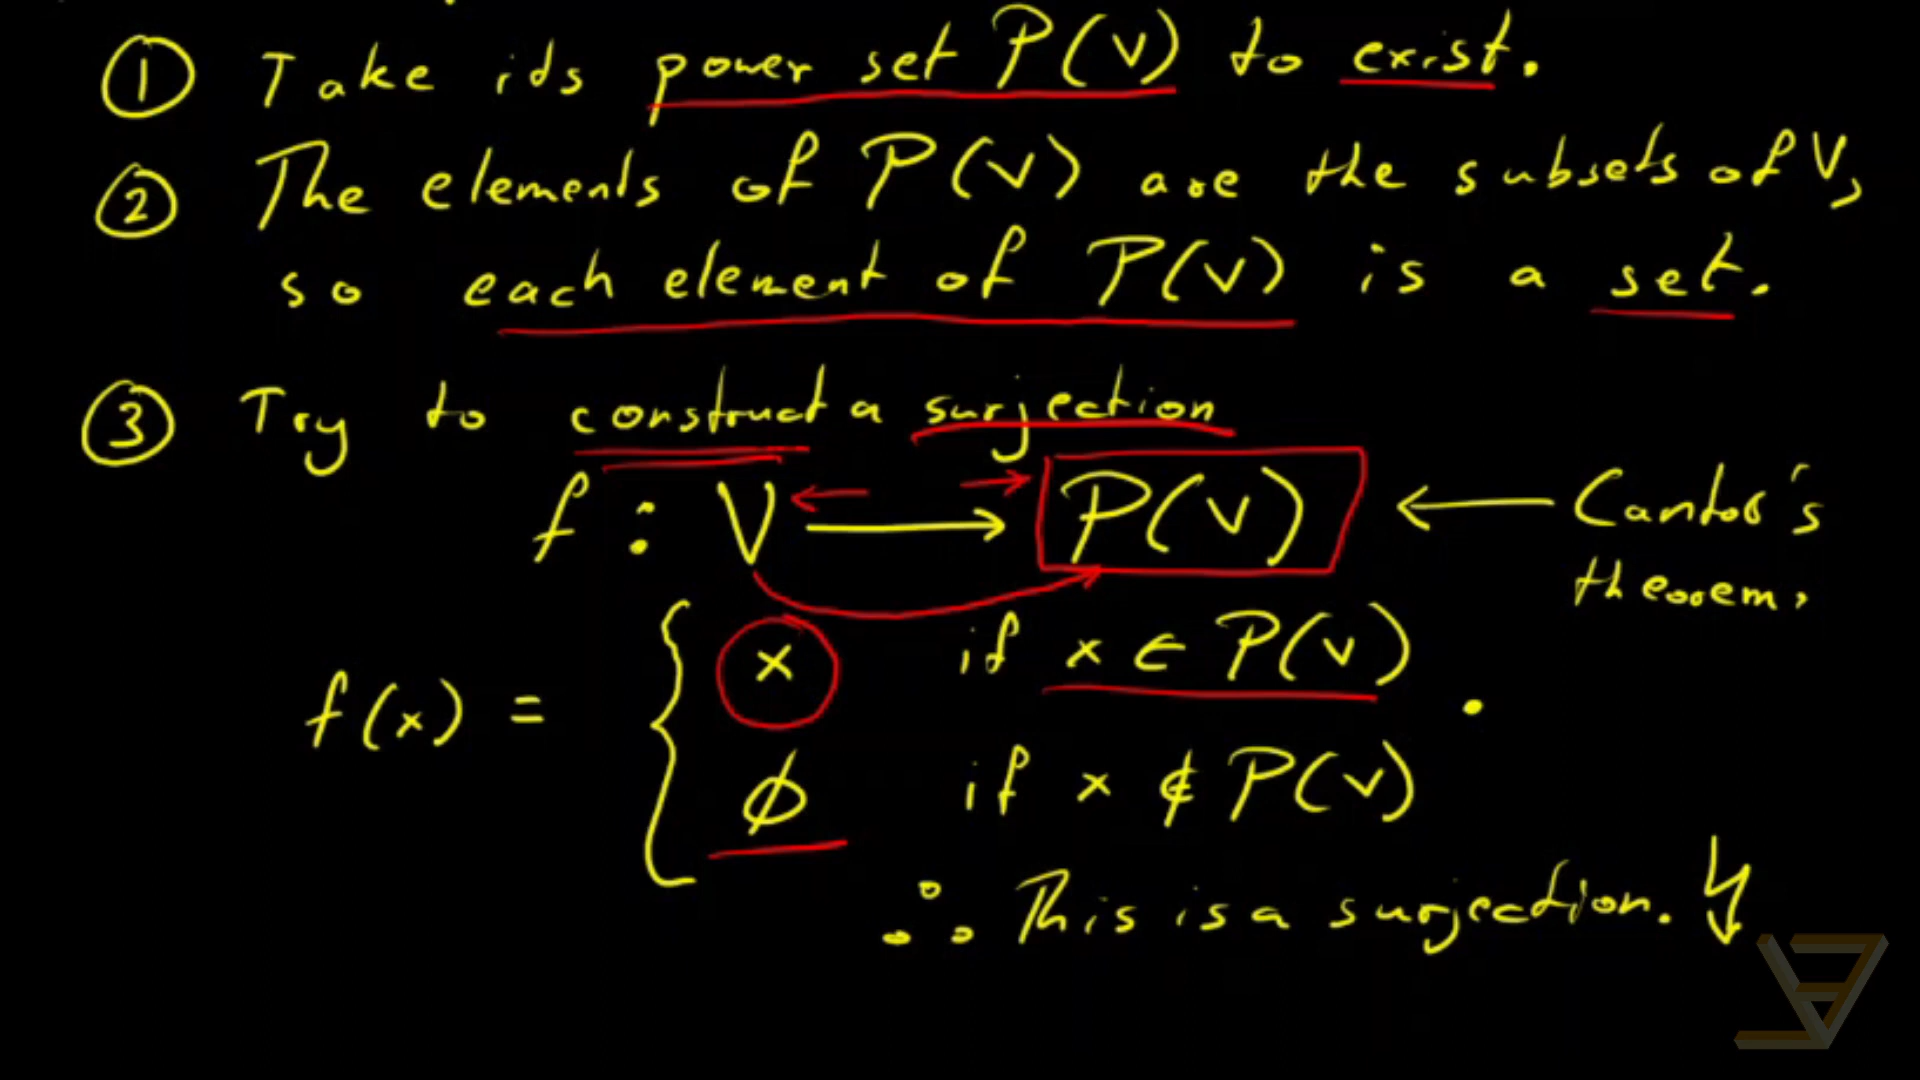 ① Take its power set P(V) to exist.
② The elements of P(V) are the subsets of V,
so each element of P(V) is a set.
③ Try to construct a surjection
f : V → P(V) ← Cantor's
theorem,
f(x) = { x if x ∈ P(V) .
ϕ if x ∉ P(V)
∴ This is a surjection. ↯